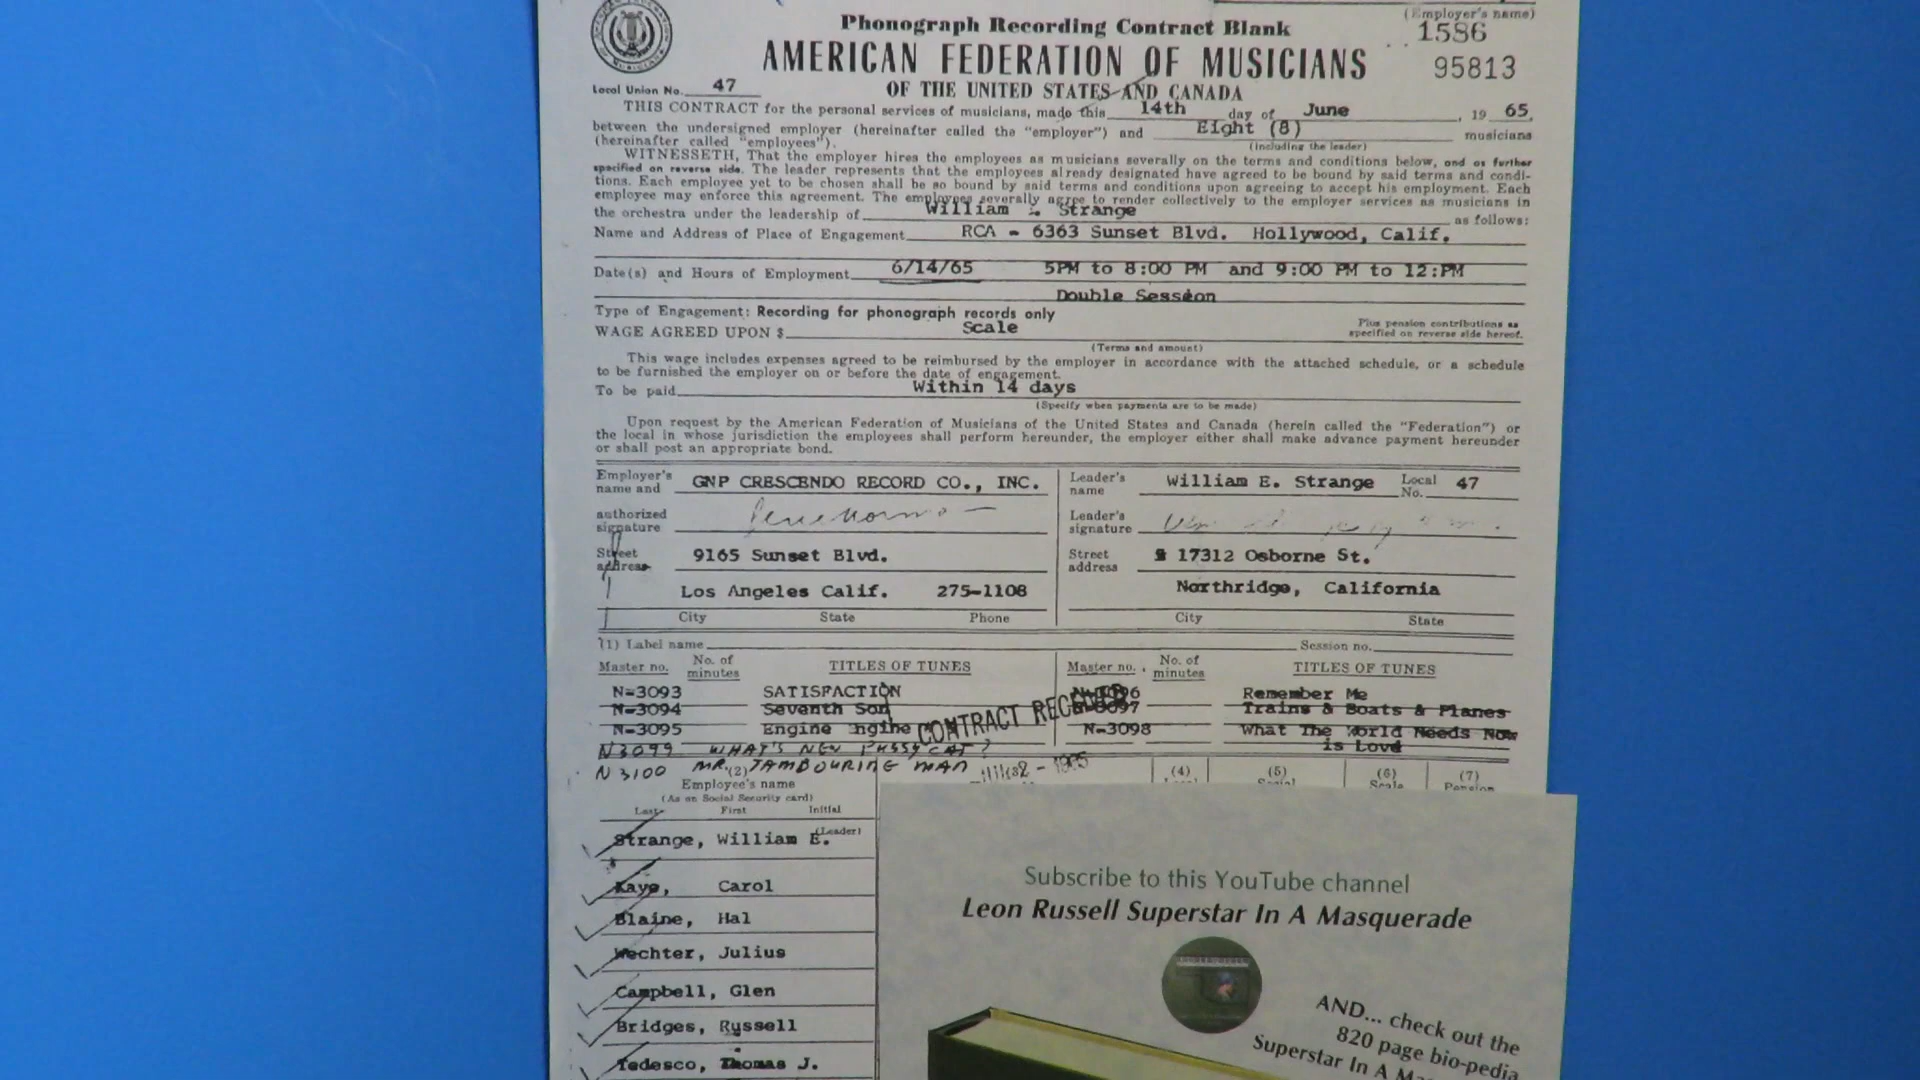 (Employer's name)
Phonograph Recording Contract Blank
1586
AMERICAN FEDERATION OF MUSICIANS
95813
Local Union No. 47
OF THE UNITED STATES AND CANADA
THIS CONTRACT for the personal services of musicians, made this 14th day of June, 19 65,
between the undersigned employer (hereinafter called the "employer") and Eight (8) musicians
(hereinafter called "employees").
(including the leader)
WITNESSETH, That the employer hires the employees as musicians severally on the terms and conditions below, and as further
specified on reverse side. The leader represents that the employees already designated have agreed to be bound by said terms and condi-
tions. Each employee yet to be chosen shall be so bound by said terms and conditions upon agreeing to accept his employment. Each
employee may enforce this agreement. The employees severally agree to render collectively to the employer services as musicians in
the orchestra under the leadership of William Strange as follows:
Name and Address of Place of Engagement RCA - 6363 Sunset Blvd. Hollywood, Calif.
Date(s) and Hours of Employment 6/14/65 5PM to 8:00 PM and 9:00 PM to 12:PM
Double Session
Type of Engagement: Recording for phonograph records only
WAGE AGREED UPON $ Scale
Plus pension contributions as
specified on reverse side hereof.
(Terms and amount)
This wage includes expenses agreed to be reimbursed by the employer in accordance with the attached schedule, or a schedule
to be furnished the employer on or before the date of engagement.
To be paid Within 14 days
(Specify when payments are to be made)
Upon request by the American Federation of Musicians of the United States and Canada (herein called the "Federation") or
the local in whose jurisdiction the employees shall perform hereunder, the employer either shall make advance payment hereunder
or shall post an appropriate bond.
Employer's name and GNP CRESCENDO RECORD CO., INC.
Leader's name William E. Strange Local No. 47
authorized signature
Leader's signature
Street address 9165 Sunset Blvd.
Street address 17312 Osborne St.
Los Angeles Calif. 275-1108
Northridge, California
City State Phone
City State
(1) Label name Session no.
Master no. No. of minutes TITLES OF TUNES
Master no. No. of minutes TITLES OF TUNES
N-3093 SATISFACTION
Remember Me
N-3094 Seventh Son
Trains & Boats & Planes
N-3095 Engine
N-3098 What The World Needs Now
is Love
CONTRACT RECEIVED
N3099 WHAT'S NEW PUSSYCAT?
N 3100 MR. TAMBOURINE MAN
(2)
(4) (5) (6) (7)
Social Scale Pension
Employee's name
(As on Social Security card)
Last First Initial
Strange, William E. (Leader)
Kaye, Carol
Blaine, Hal
Wechter, Julius
Campbell, Glen
Bridges, Russell
Tedesco, Thomas J.
Subscribe to this YouTube channel
Leon Russell Superstar In A Masquerade
AND... check out the
820 page bio-pedia
Superstar In A